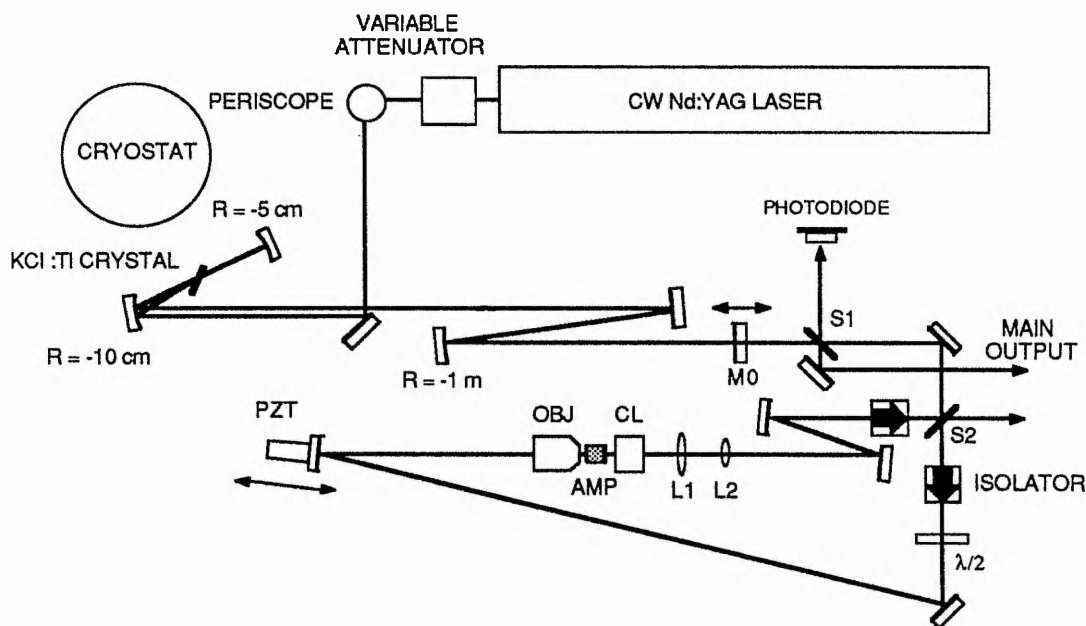 VARIABLE
ATTENUATOR
PERISCOPE
CW Nd:YAG LASER
CRYOSTAT
R = -5 cm
PHOTODIODE
KCl :Tl CRYSTAL
S1
MAIN
OUTPUT
R = -10 cm
R = -1 m
M0
PZT
OBJ
CL
S2
AMP
L1
L2
ISOLATOR
λ/2